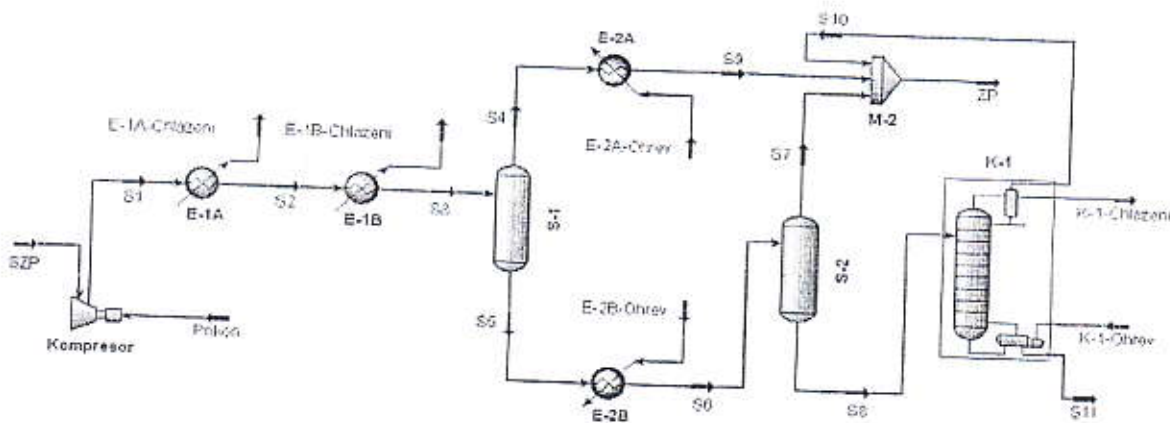 S10
E-2A
S9
ZP
M-2
E-1A-Chlazeni
E-1B-Chlazeni
S4
E-2A-Ohrev
S7
K-1
S1
S2
S3
E-1A
E-1B
S-1
K-1-Chlazeni
SZP
S-2
E-2B-Ohrev
S5
Prikon
K-1-Ohrev
Kompresor
E-2B
S6
S8
S11